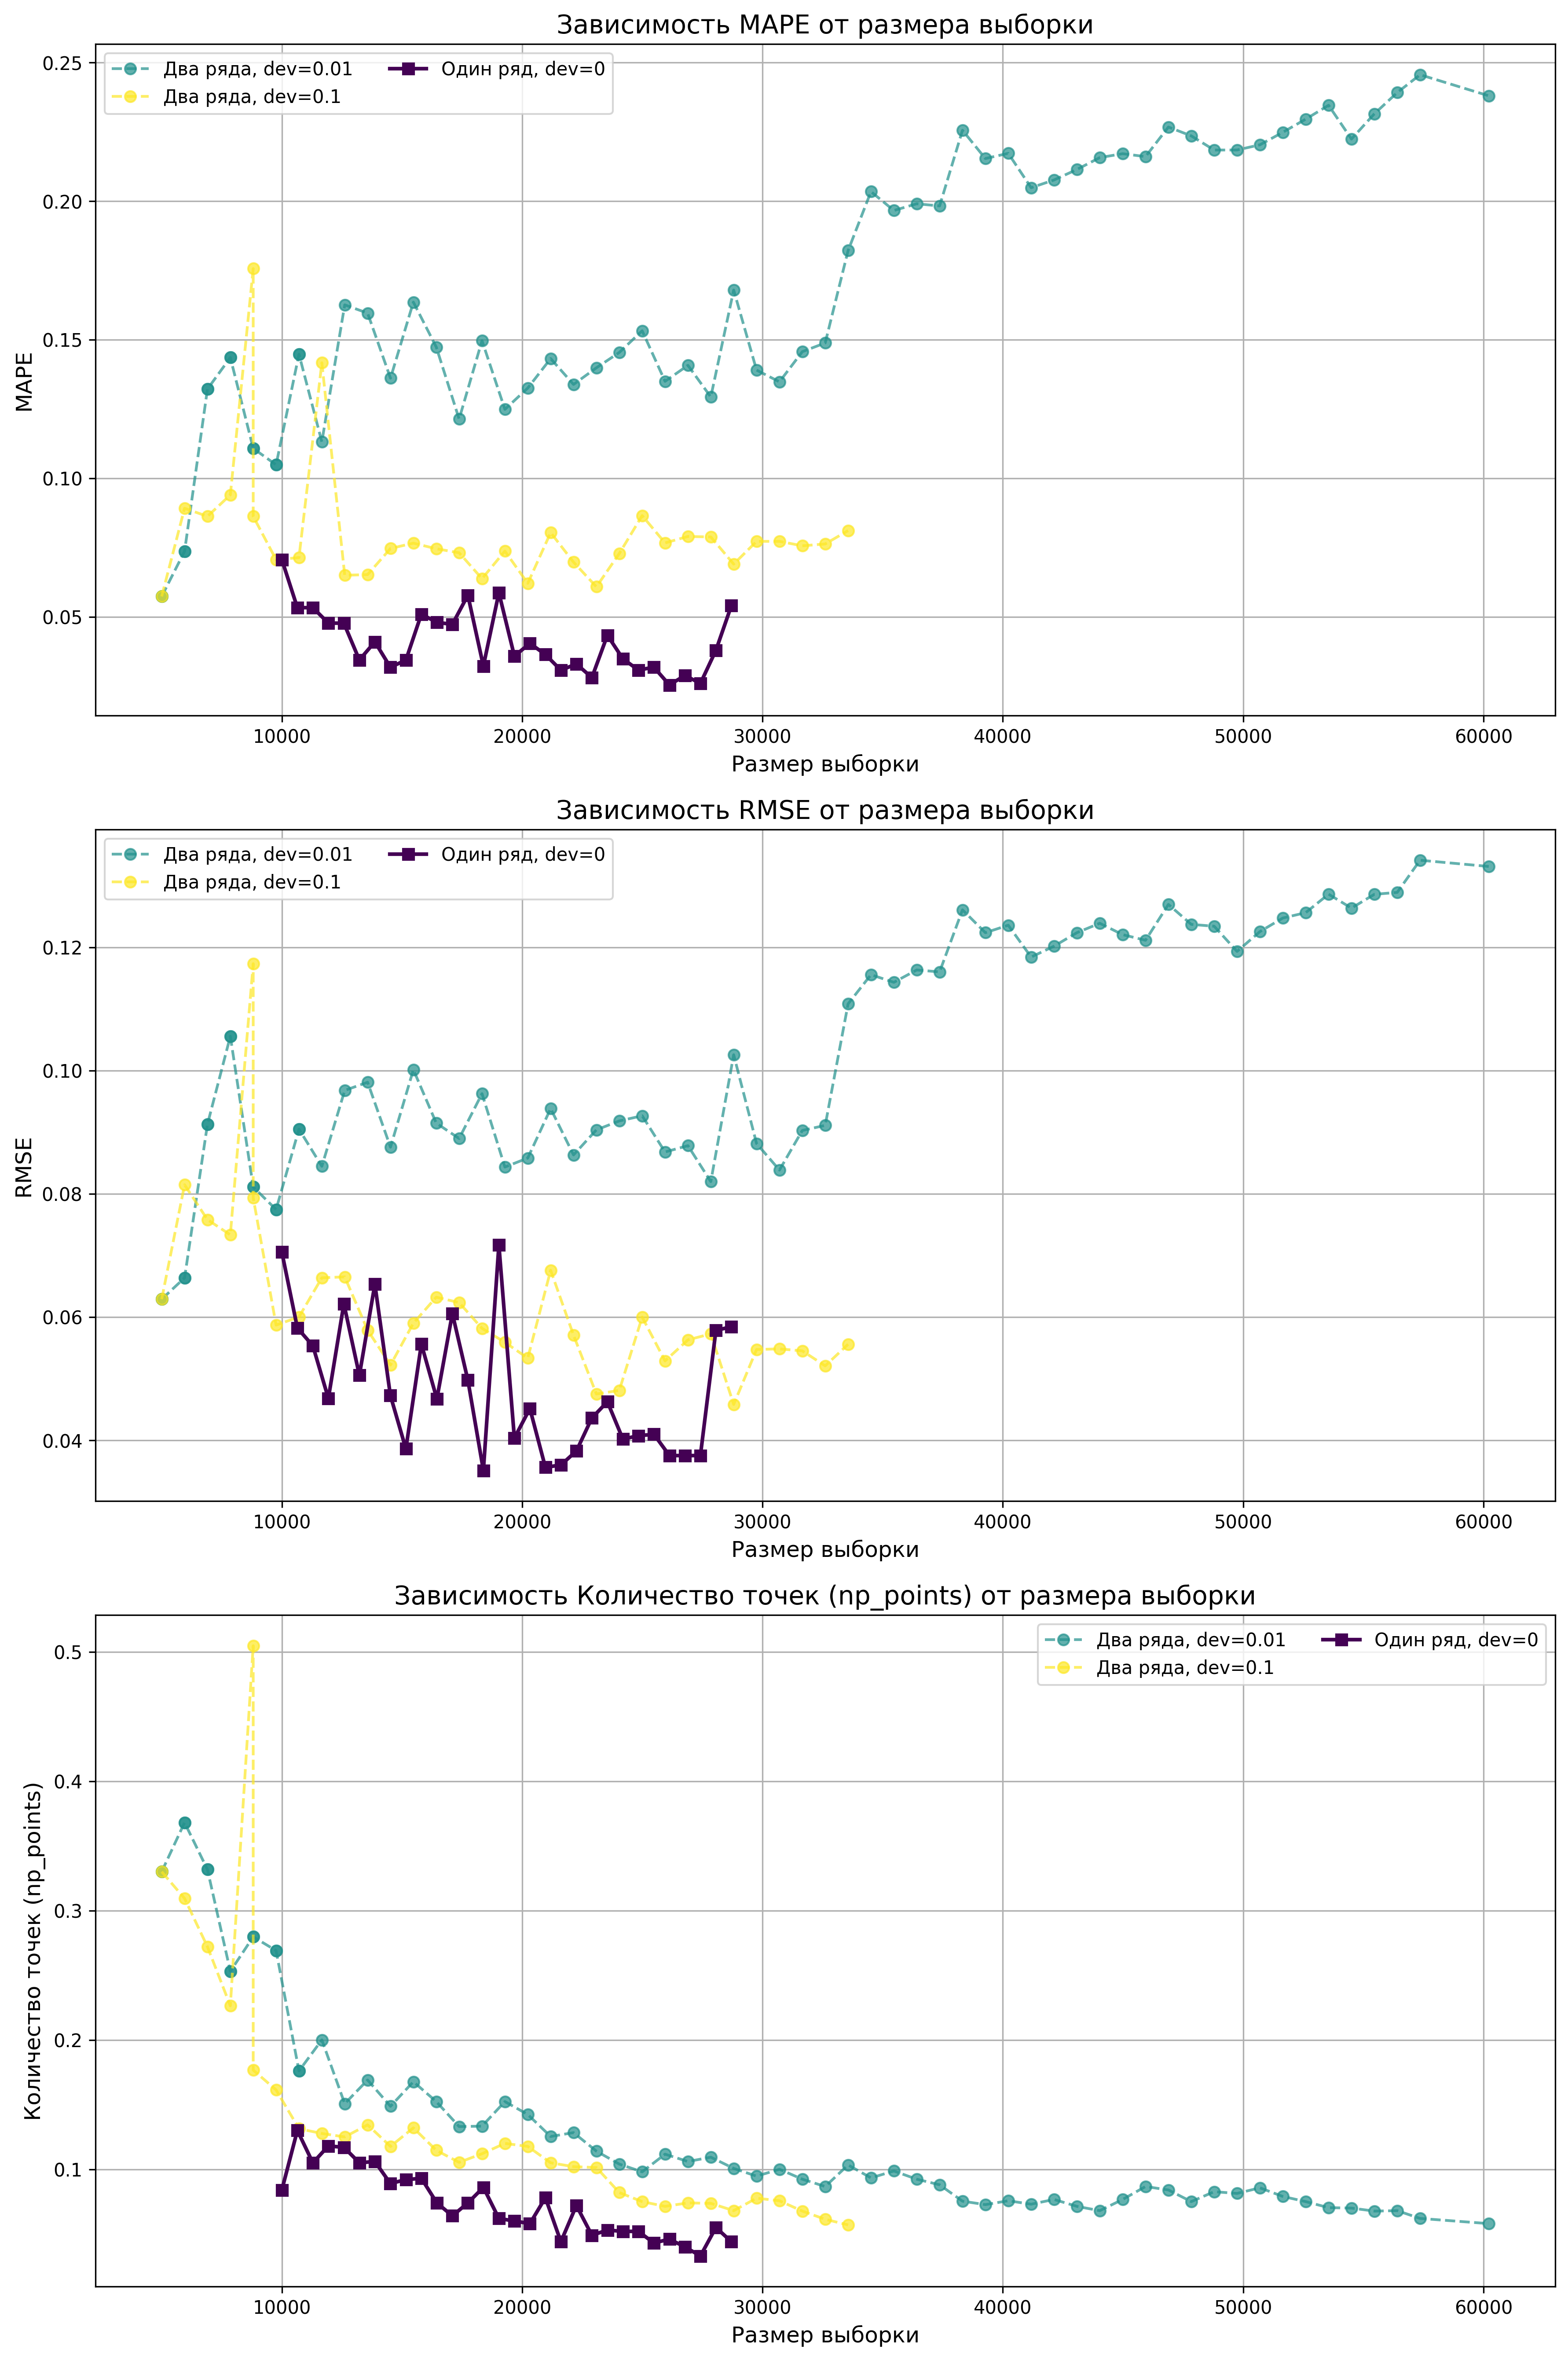 Зависимость MAPE от размера выборки
Два ряда, dev=0.01
Два ряда, dev=0.1
Один ряд, dev=0
MAPE
0.25
0.20
0.15
0.10
0.05
10000 20000 30000 40000 50000 60000
Размер выборки
Зависимость RMSE от размера выборки
Два ряда, dev=0.01
Два ряда, dev=0.1
Один ряд, dev=0
RMSE
0.12
0.10
0.08
0.06
0.04
10000 20000 30000 40000 50000 60000
Размер выборки
Зависимость Количество точек (np_points) от размера выборки
Два ряда, dev=0.01
Два ряда, dev=0.1
Один ряд, dev=0
Количество точек (np_points)
0.5
0.4
0.3
0.2
0.1
10000 20000 30000 40000 50000 60000
Размер выборки